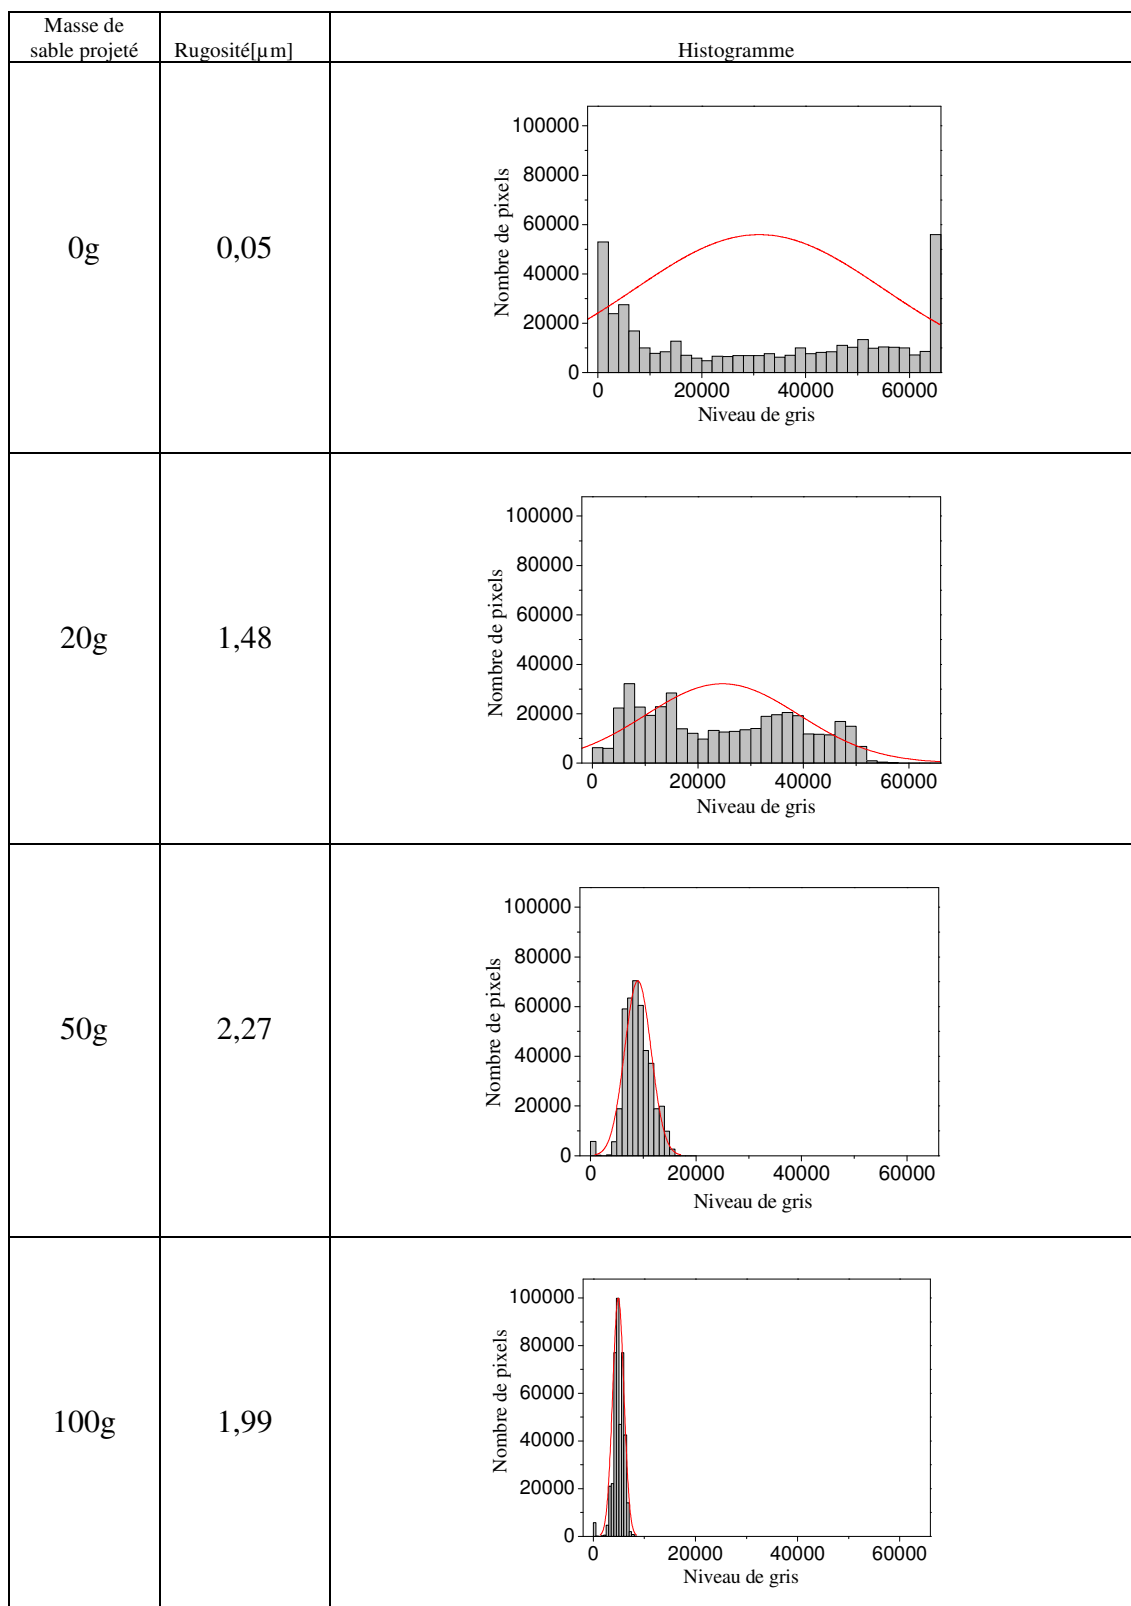 Masse de
sable projeté
Rugosité[µm]
Histogramme
0g
0,05
100000
80000
60000
40000
20000
0
0 20000 40000 60000
Nombre de pixels
Niveau de gris
20g
1,48
100000
80000
60000
40000
20000
0
0 20000 40000 60000
Nombre de pixels
Niveau de gris
50g
2,27
100000
80000
60000
40000
20000
0
0 20000 40000 60000
Nombre de pixels
Niveau de gris
100g
1,99
100000
80000
60000
40000
20000
0
0 20000 40000 60000
Nombre de pixels
Niveau de gris